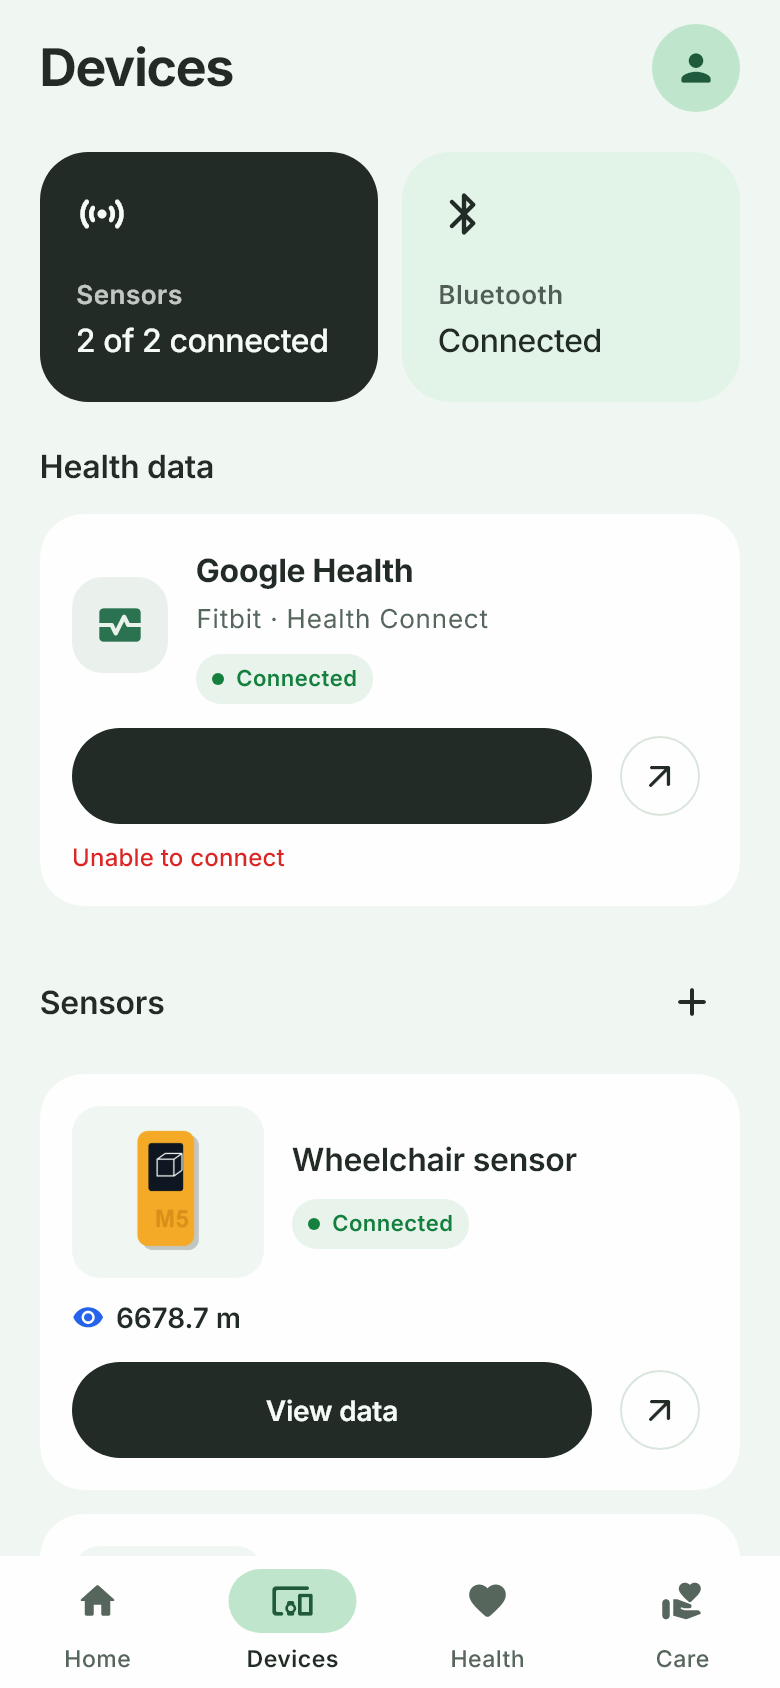 Devices
Sensors
2 of 2 connected
Bluetooth
Connected
Health data
Google Health
Fitbit · Health Connect
Connected
Unable to connect
Sensors
M5
Wheelchair sensor
Connected
6678.7 m
View data
Home
Devices
Health
Care